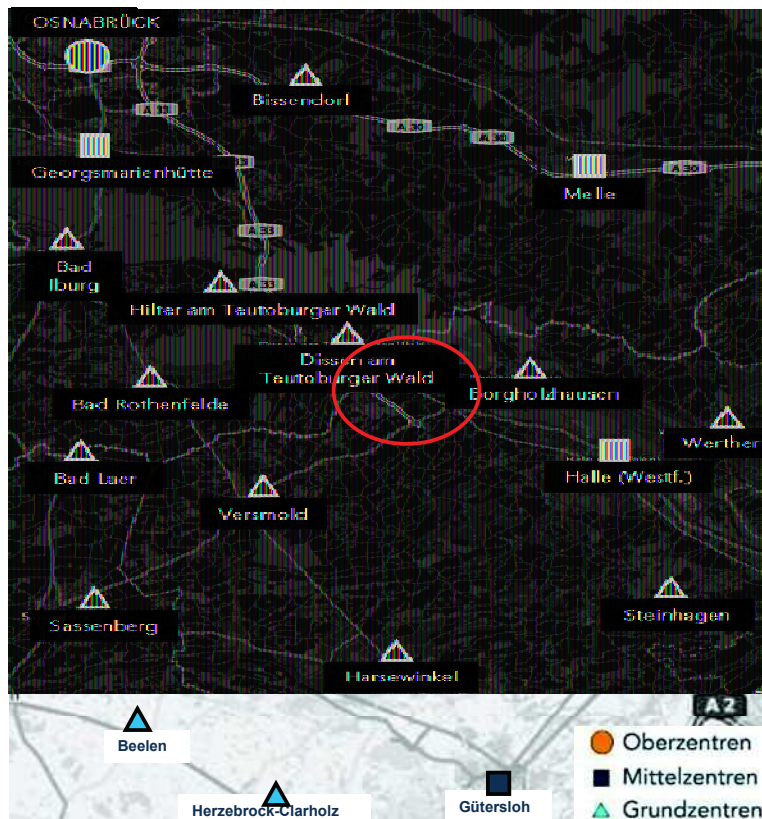 OSNABRÜCK
Bissendorf
A 30
A 30
Georgsmarienhütte
Melle
A 30
A 33
Bad
Iburg
A 33
Hilter am Teutoburger Wald
Dissen am
Teutoburger Wald
Bad Rothenfelde
Borgholzhausen
Werther
Bad Laer
Halle (Westf.)
Versmold
Steinhagen
Sassenberg
Harsewinkel
A 2
Beelen
Oberzentren
Mittelzentren
Herzebrock-Clarholz
Gütersloh
Grundzentren